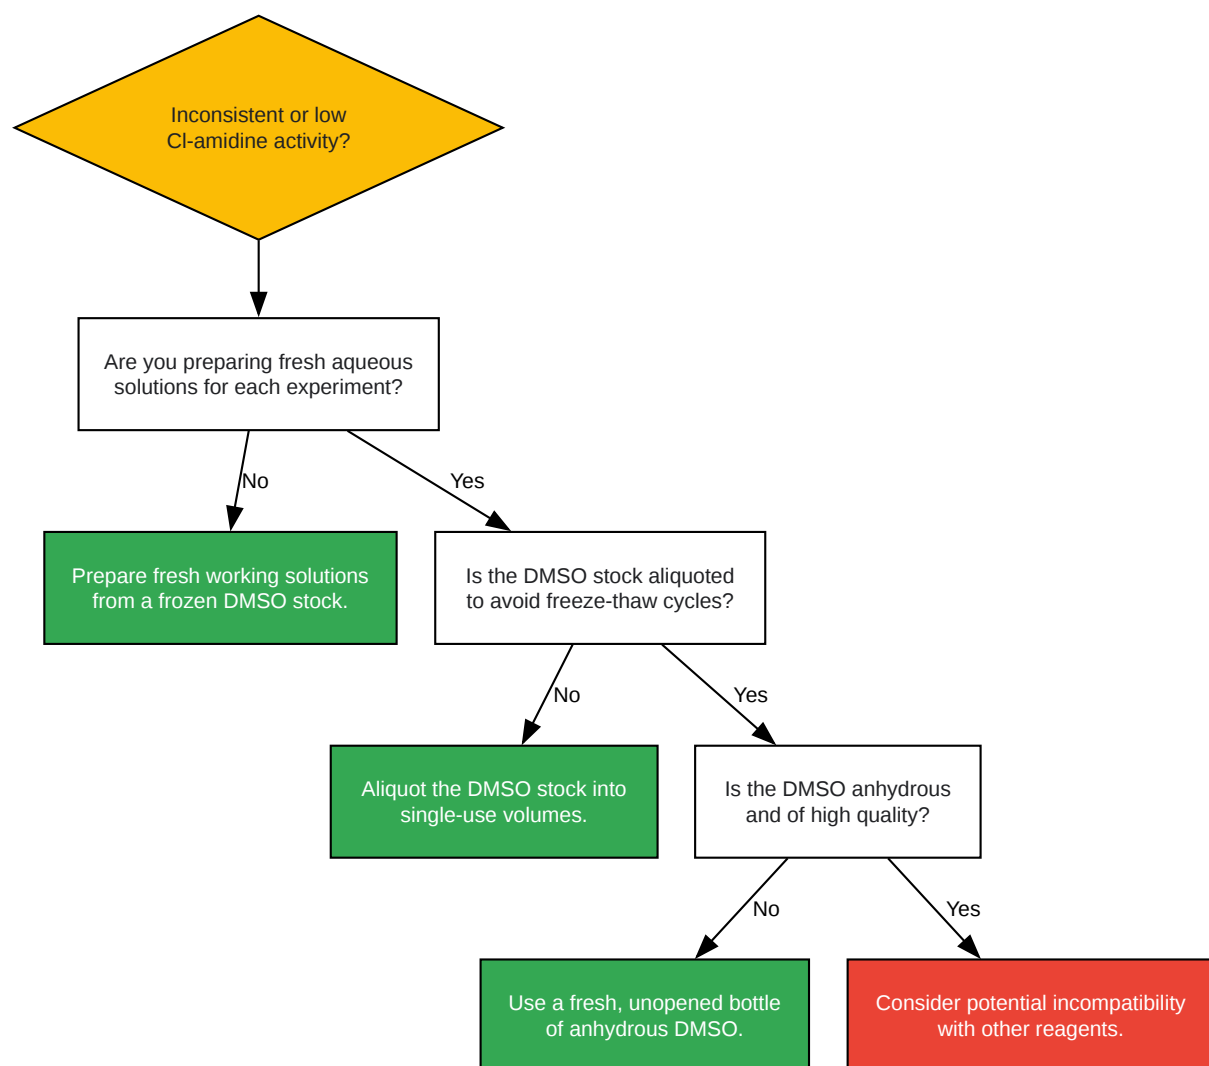 Inconsistent or low
Cl-amidine activity?
Are you preparing fresh aqueous
solutions for each experiment?
No
Yes
Prepare fresh working solutions
from a frozen DMSO stock.
Is the DMSO stock aliquoted
to avoid freeze-thaw cycles?
No
Yes
Aliquot the DMSO stock into
single-use volumes.
Is the DMSO anhydrous
and of high quality?
No
Yes
Use a fresh, unopened bottle
of anhydrous DMSO.
Consider potential incompatibility
with other reagents.